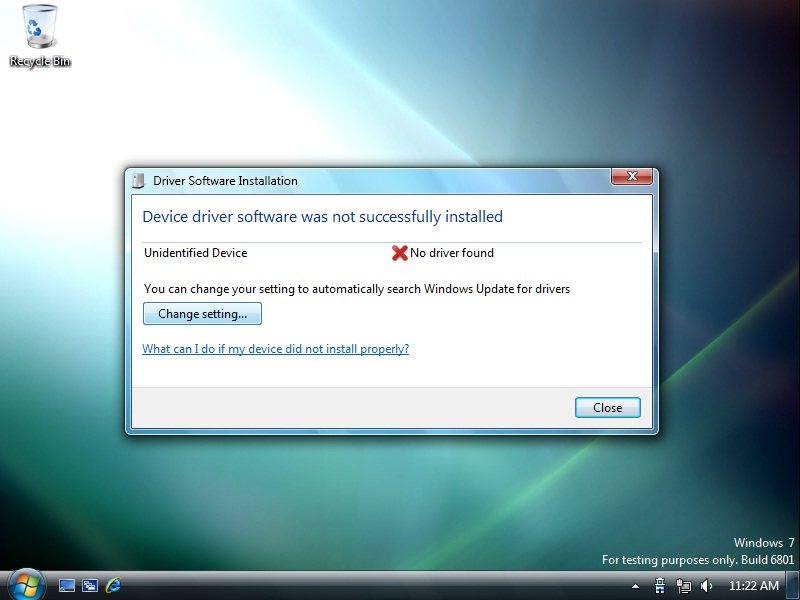 Recycle Bin
Driver Software Installation
Device driver software was not successfully installed
Unidentified Device
No driver found
You can change your setting to automatically search Windows Update for drivers
Change setting...
What can I do if my device did not install properly?
Close
Windows 7
For testing purposes only. Build 6801
11:22 AM